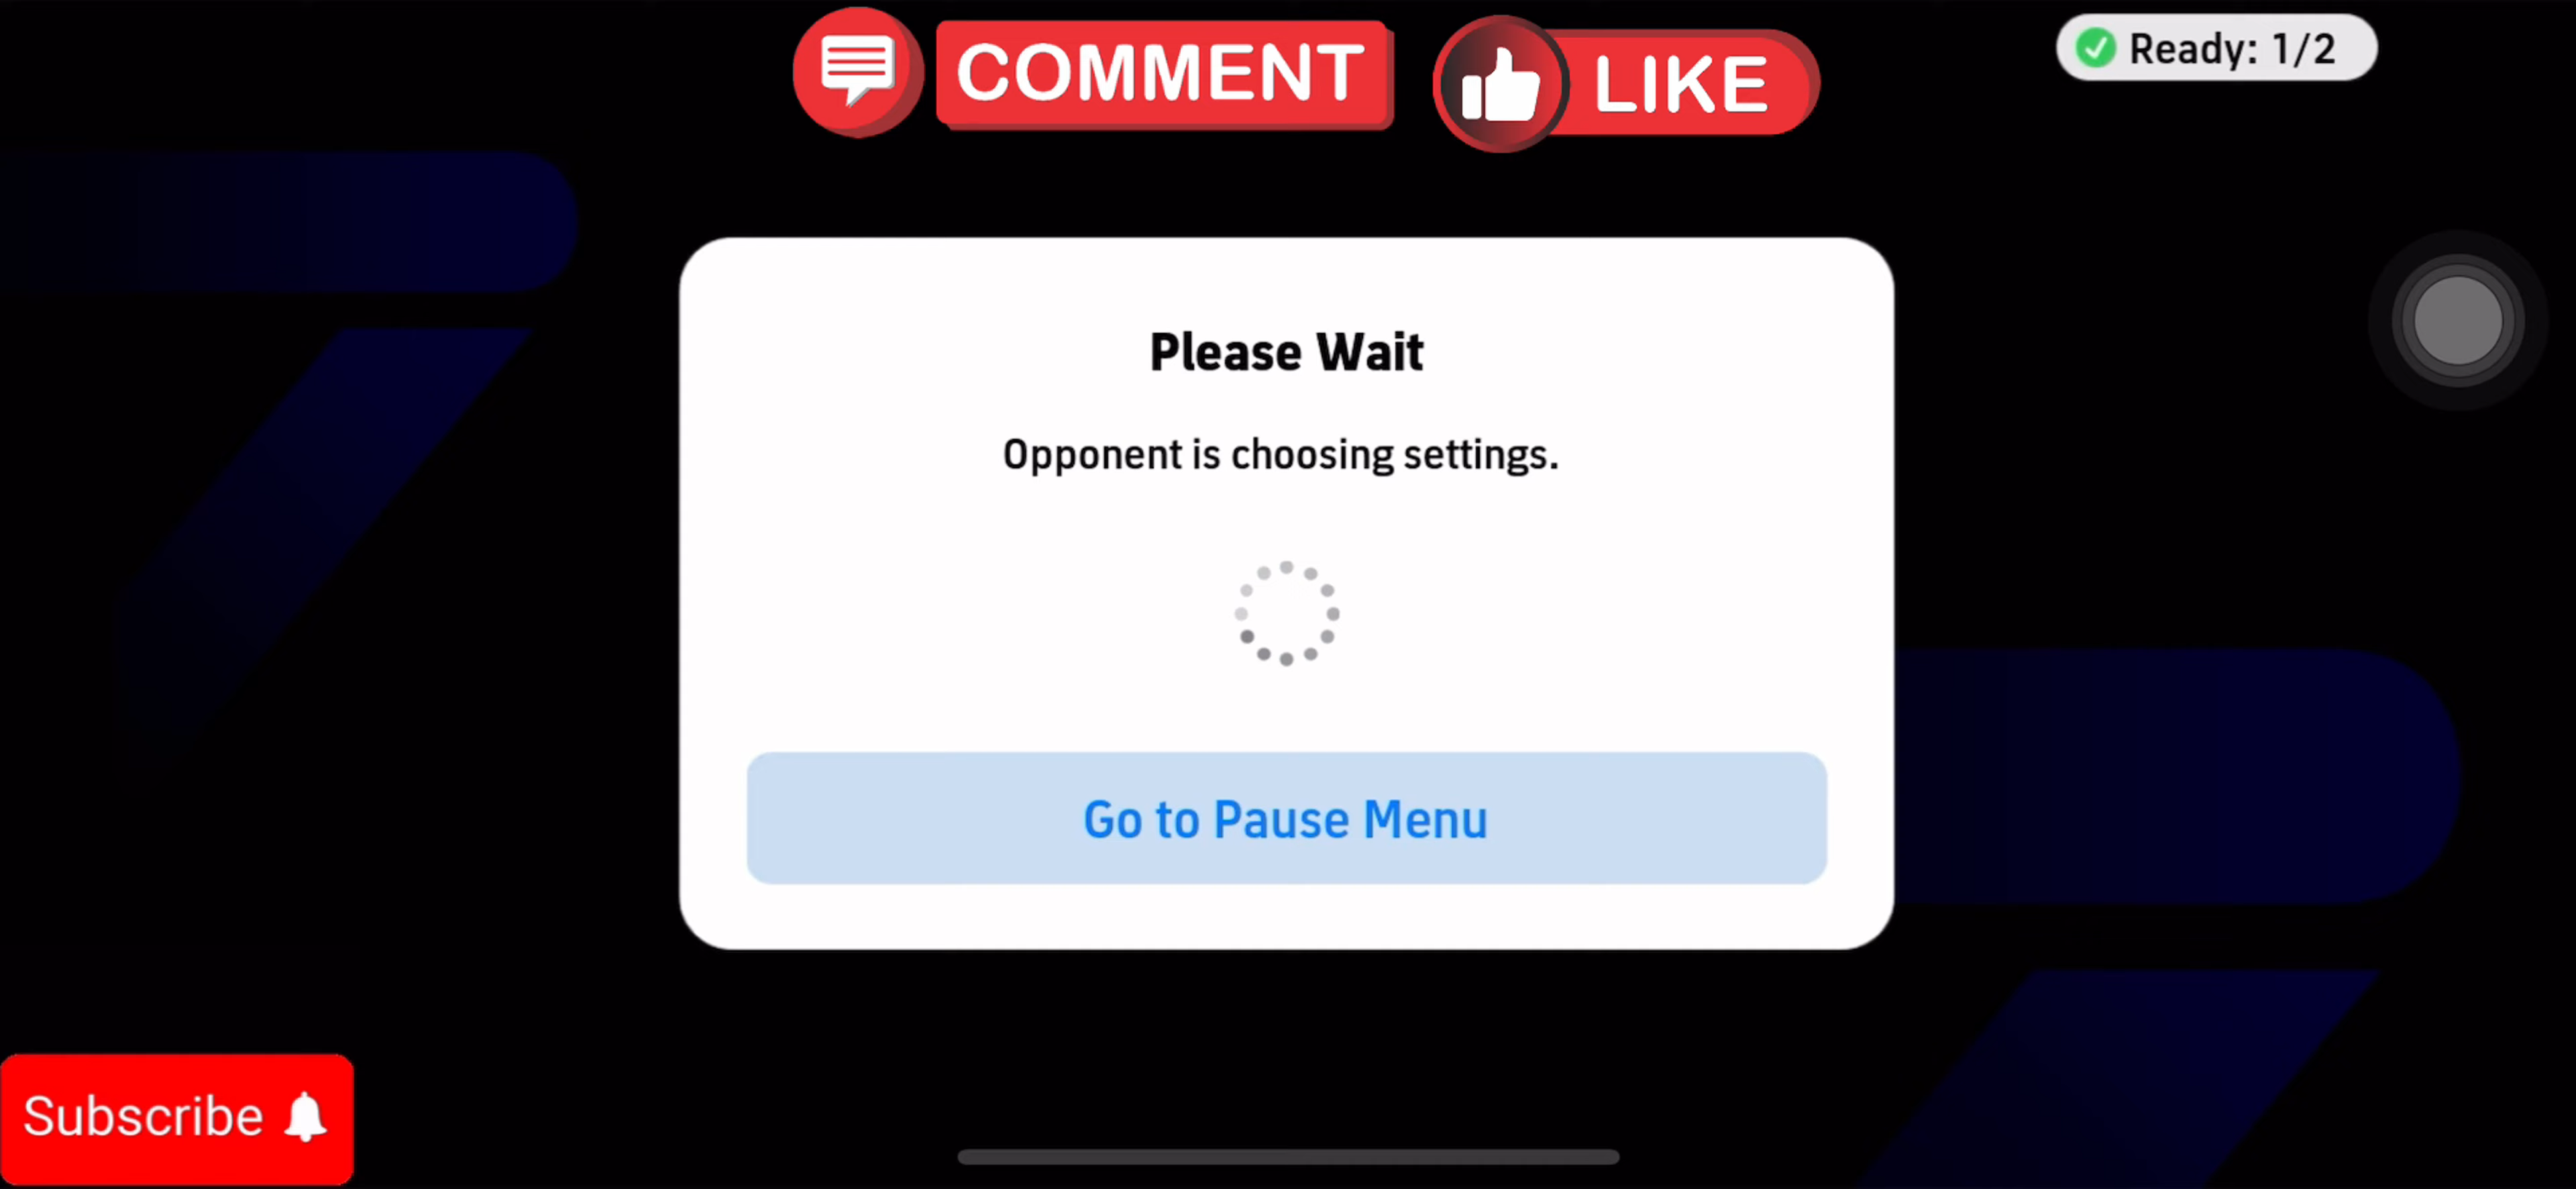 COMMENT
LIKE
Ready: 1/2
Please Wait
Opponent is choosing settings.
Go to Pause Menu
Subscribe